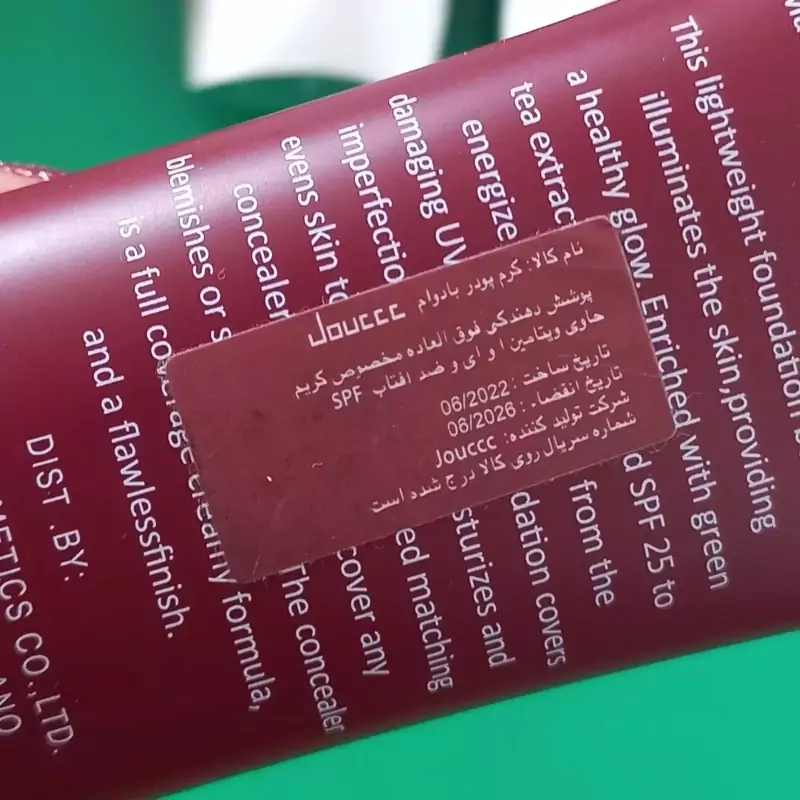 This lightweight foundation
illuminates the skin,providing
a healthy glow. Enriched with green
tea extrac d SPF 25 to
energize from the
damaging UV dation covers
imperfectio sturizes and
evens skin to ed matching
concealer cover any
blemishes or s The concealer
is a full coverage creamy formula,
and a flawlessfinish.
DIST .BY:
METICS CO.,LTD.
نام کالا: کرم پودر بادوام Jouccc
پوشش دهندگی فوق العاده مخصوص کریم
حاوی ویتامین ا و ای و ضد افتاب SPF
تاریخ ساخت : 06/2022
تاریخ انقضاء : 06/2026
شرکت تولید کننده: Jouccc
شماره سریال روی کالا درج شده است